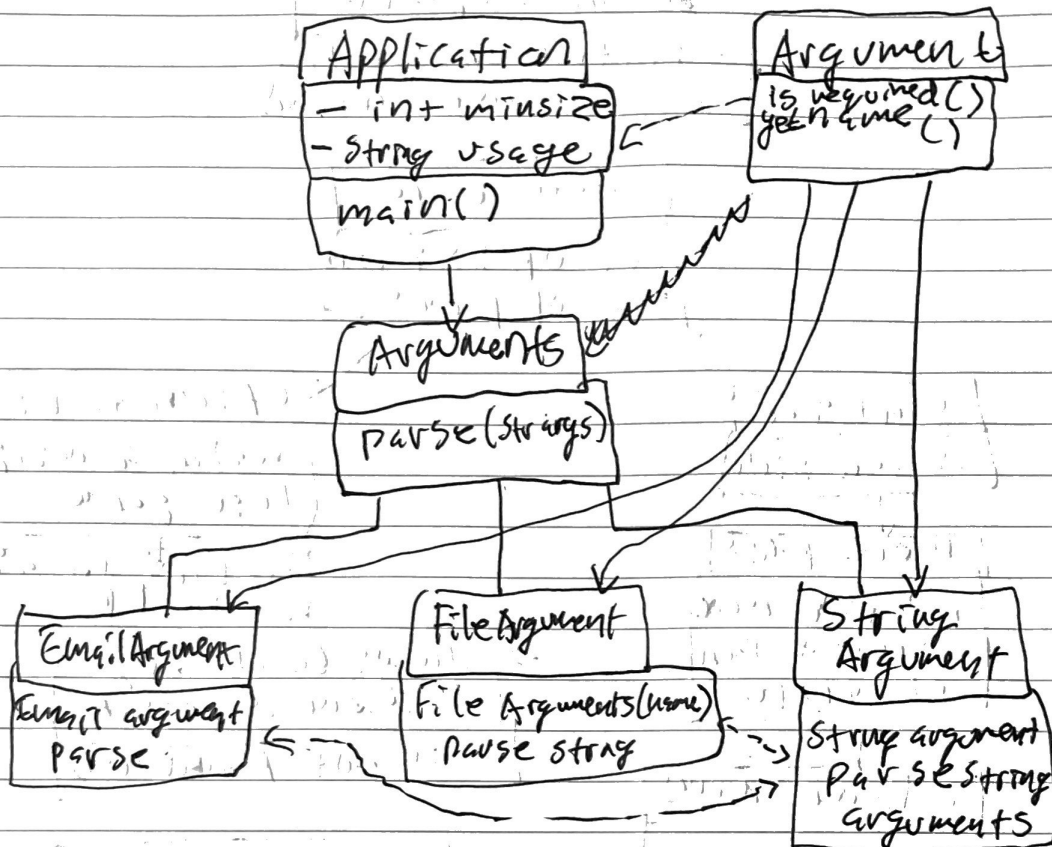 Application
- int minsize
- String usage
main()
Argument
is required()
getname
()
Arguments
parse(Strargs)
EmailArgument
Email argument
parse
FileArgument
File Arguments(name)
parse string
String
Argument
String argument
parse string
arguments